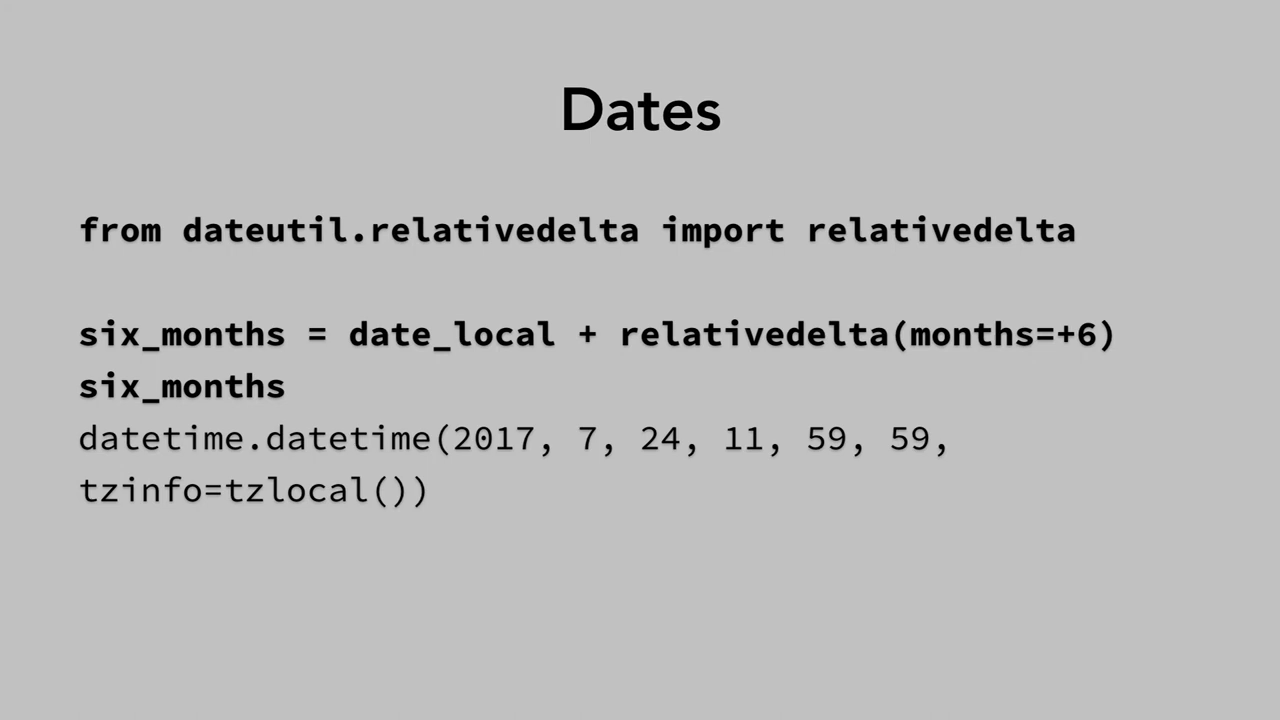 Dates
from dateutil.relativedelta import relativedelta
six_months = date_local + relativedelta(months=+6)
six_months
datetime.datetime(2017, 7, 24, 11, 59, 59,
tzinfo=tzlocal())